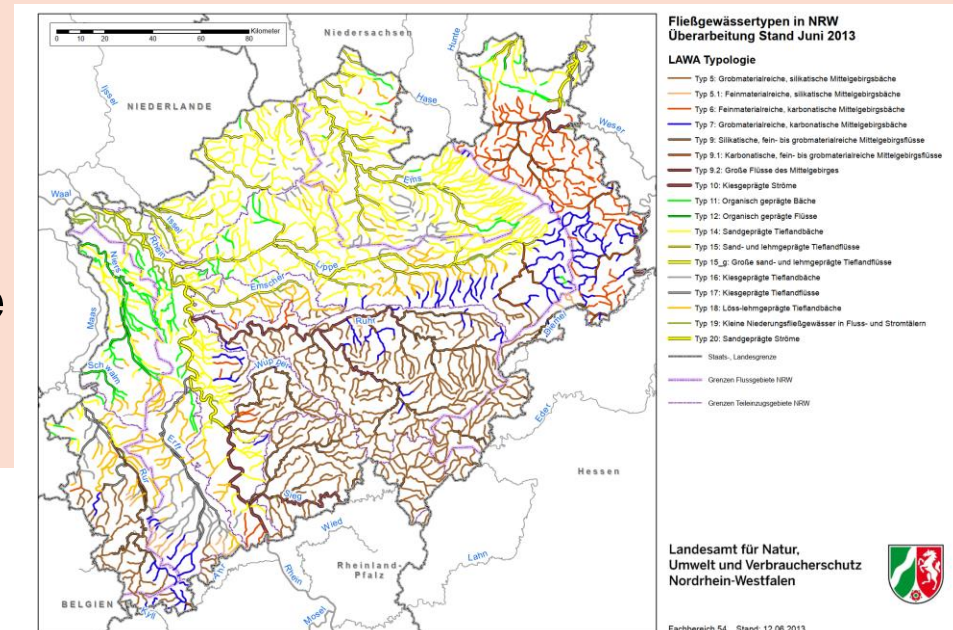 Fließgewässertypen in NRW
Überarbeitung Stand Juni 2013
LAWA Typologie
Typ 5: Grobmaterialreiche, silikatische Mittelgebirgsbäche
Typ 5.1: Feinmaterialreiche, silikatische Mittelgebirgsbäche
Typ 6: Feinmaterialreiche, karbonatische Mittelgebirgsbäche
Typ 7: Grobmaterialreiche, karbonatische Mittelgebirgsbäche
Typ 9: Silikatische, fein- bis grobmaterialreiche Mittelgebirgsflüsse
Typ 9.1: Karbonatische, fein- bis grobmaterialreiche Mittelgebirgsflüsse
Typ 9.2: Große Flüsse des Mittelgebirges
Typ 10: Kiesgeprägte Ströme
Typ 11: Organisch geprägte Bäche
Typ 12: Organisch geprägte Flüsse
Typ 14: Sandgeprägte Tieflandbäche
Typ 15: Sand- und lehmgeprägte Tieflandflüsse
Typ 15_g: Große sand- und lehmgeprägte Tieflandflüsse
Typ 16: Kiesgeprägte Tieflandbäche
Typ 17: Kiesgeprägte Tieflandflüsse
Typ 18: Löss-lehmgeprägte Tieflandbäche
Typ 19: Kleine Niederungsfließgewässer in Fluss- und Stromtälern
Typ 20: Sandgeprägte Ströme
Staats-, Landesgrenze
Grenzen Flussgebiete NRW
Grenzen Teileinzugsgebiete NRW
Landesamt für Natur,
Umwelt und Verbraucherschutz
Nordrhein-Westfalen
Fachbereich 54 Stand: 12.06.2013
Kilometer
0 10 20 40 60 80
Niedersachsen
Hunte
Ijssel
NIEDERLANDE
Hase
Weser
Waal
Ems
Issel
Rhein
Niers
Lippe
Emscher
Maas
Ruhr
Diemel
Schwalm
Wupper
Eder
Erft
Rur
Hessen
Sieg
Wied
Lahn
Ahr
Rhein
Rheinland-
Pfalz
BELGIEN
Kyll
Mosel
e